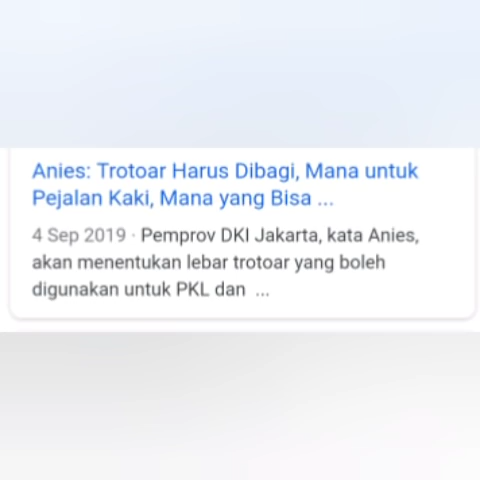 Anies: Trotoar Harus Dibagi, Mana untuk
Pejalan Kaki, Mana yang Bisa ...
4 Sep 2019 · Pemprov DKI Jakarta, kata Anies,
akan menentukan lebar trotoar yang boleh
digunakan untuk PKL dan ...